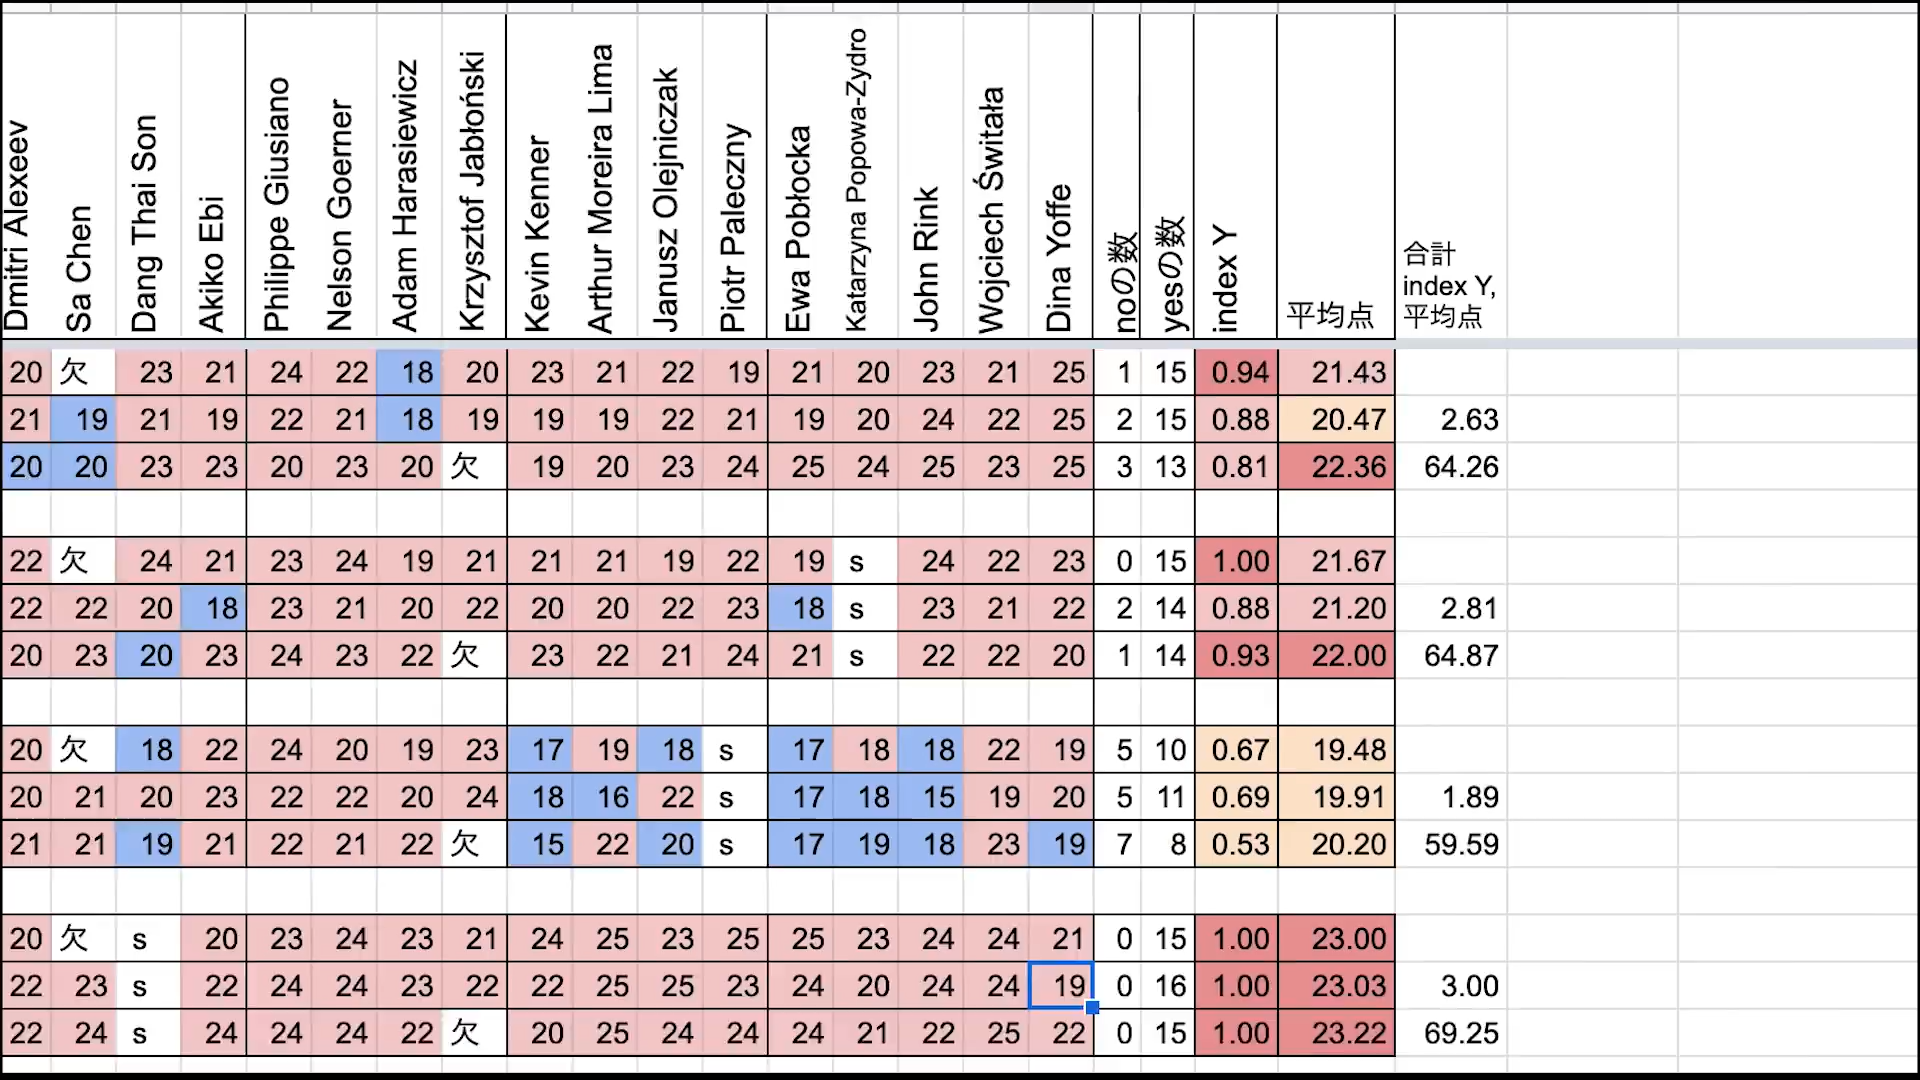 Dmitri Alexeev Sa Chen Dang Thai Son Akiko Ebi Philippe Giusiano Nelson Goerner Adam Harasiewicz Krzysztof Jabłoński Kevin Kenner Arthur Moreira Lima Janusz Olejniczak Piotr Paleczny Ewa Pobłocka Katarzyna Popowa-Zydro John Rink Wojciech Świtała Dina Yoffe noの数 yesの数 index Y 平均点 合計
index Y,
平均点
20 欠 23 21 24 22 18 20 23 21 22 19 21 20 23 21 25 1 15 0.94 21.43
21 19 21 19 22 21 18 19 19 19 22 21 19 20 24 22 25 2 15 0.88 20.47 2.63
20 20 23 23 20 23 20 欠 19 20 23 24 25 24 25 23 25 3 13 0.81 22.36 64.26
22 欠 24 21 23 24 19 21 21 21 19 22 19 s 24 22 23 0 15 1.00 21.67
22 22 20 18 23 21 20 22 20 20 22 23 18 s 23 21 22 2 14 0.88 21.20 2.81
20 23 20 23 24 23 22 欠 23 22 21 24 21 s 22 22 20 1 14 0.93 22.00 64.87
20 欠 18 22 24 20 19 23 17 19 18 s 17 18 18 22 19 5 10 0.67 19.48
20 21 20 23 22 22 20 24 18 16 22 s 17 18 15 19 20 5 11 0.69 19.91 1.89
21 21 19 21 22 21 22 欠 15 22 20 s 17 19 18 23 19 7 8 0.53 20.20 59.59
20 欠 s 20 23 24 23 21 24 25 23 25 25 23 24 24 21 0 15 1.00 23.00
22 23 s 22 24 24 23 22 22 25 25 23 24 20 24 24 19 0 16 1.00 23.03 3.00
22 24 s 24 24 24 22 欠 20 25 24 24 24 21 22 25 22 0 15 1.00 23.22 69.25